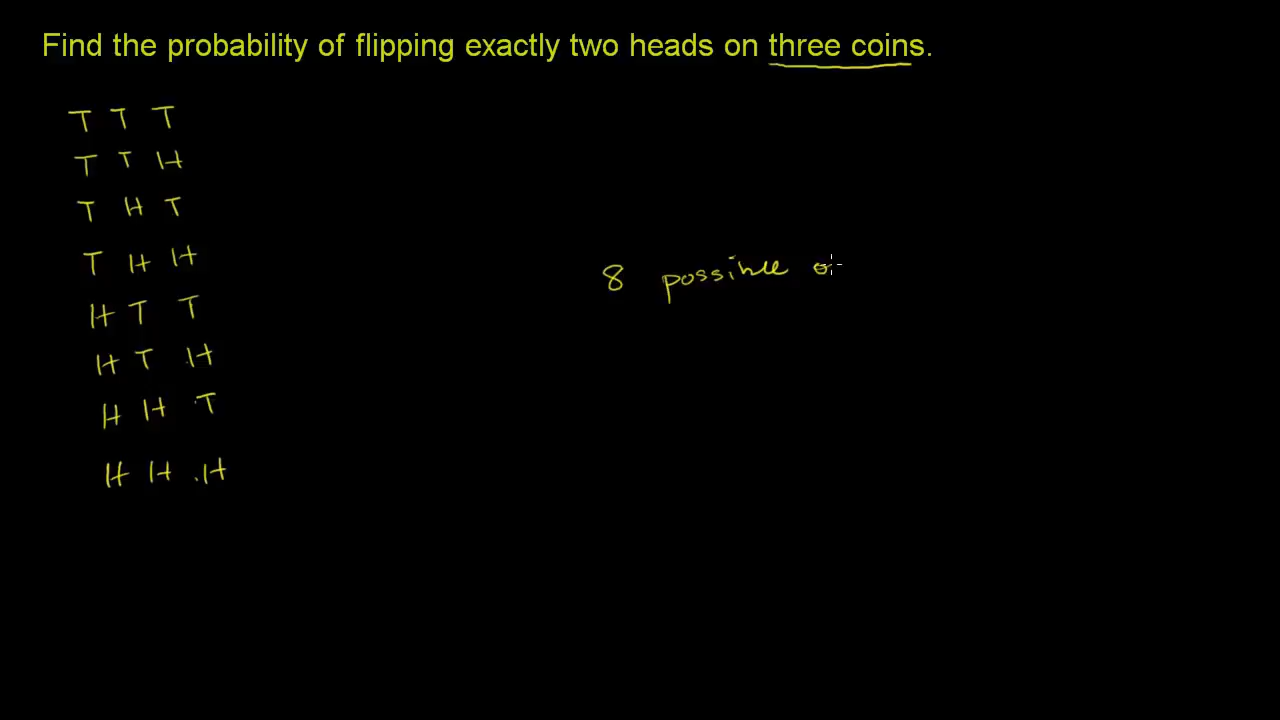 Find the probability of flipping exactly two heads on three coins.
T T T
T T H
T H T
T H H
8 possible o
H T T
H T H
H H T
H H H